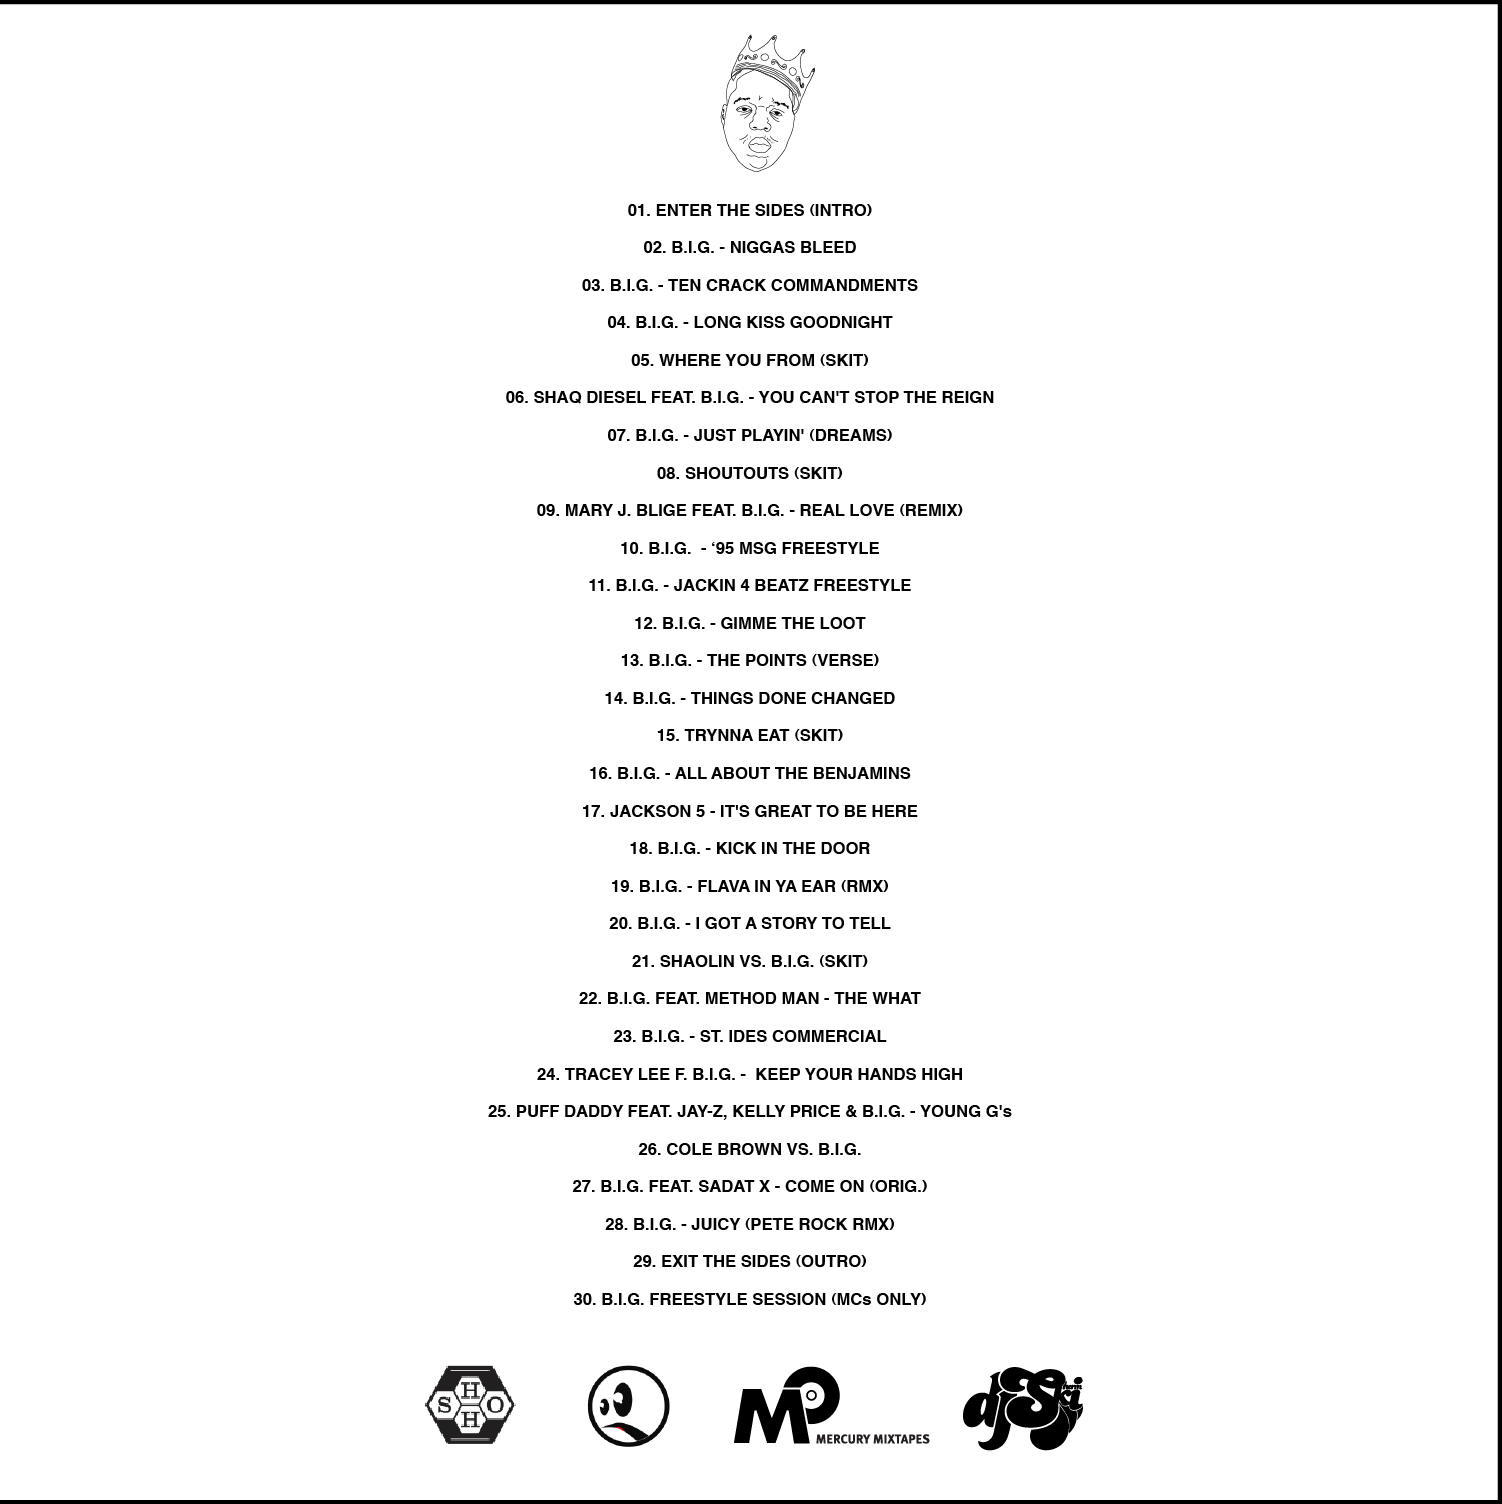 01. ENTER THE SIDES (INTRO)
02. B.I.G. - NIGGAS BLEED
03. B.I.G. - TEN CRACK COMMANDMENTS
04. B.I.G. - LONG KISS GOODNIGHT
05. WHERE YOU FROM (SKIT)
06. SHAQ DIESEL FEAT. B.I.G. - YOU CAN'T STOP THE REIGN
07. B.I.G. - JUST PLAYIN' (DREAMS)
08. SHOUTOUTS (SKIT)
09. MARY J. BLIGE FEAT. B.I.G. - REAL LOVE (REMIX)
10. B.I.G.  - ‘95 MSG FREESTYLE
11. B.I.G. - JACKIN 4 BEATZ FREESTYLE
12. B.I.G. - GIMME THE LOOT
13. B.I.G. - THE POINTS (VERSE)
14. B.I.G. - THINGS DONE CHANGED
15. TRYNNA EAT (SKIT)
16. B.I.G. - ALL ABOUT THE BENJAMINS
17. JACKSON 5 - IT'S GREAT TO BE HERE
18. B.I.G. - KICK IN THE DOOR
19. B.I.G. - FLAVA IN YA EAR (RMX)
20. B.I.G. - I GOT A STORY TO TELL
21. SHAOLIN VS. B.I.G. (SKIT)
22. B.I.G. FEAT. METHOD MAN - THE WHAT
23. B.I.G. - ST. IDES COMMERCIAL
24. TRACEY LEE F. B.I.G. -  KEEP YOUR HANDS HIGH
25. PUFF DADDY FEAT. JAY-Z, KELLY PRICE & B.I.G. - YOUNG G's
26. COLE BROWN VS. B.I.G.
27. B.I.G. FEAT. SADAT X - COME ON (ORIG.)
28. B.I.G. - JUICY (PETE ROCK RMX)
29. EXIT THE SIDES (OUTRO)
30. B.I.G. FREESTYLE SESSION (MCs ONLY)
H
S O
H
M
MERCURY MIXTAPES
dj Ski